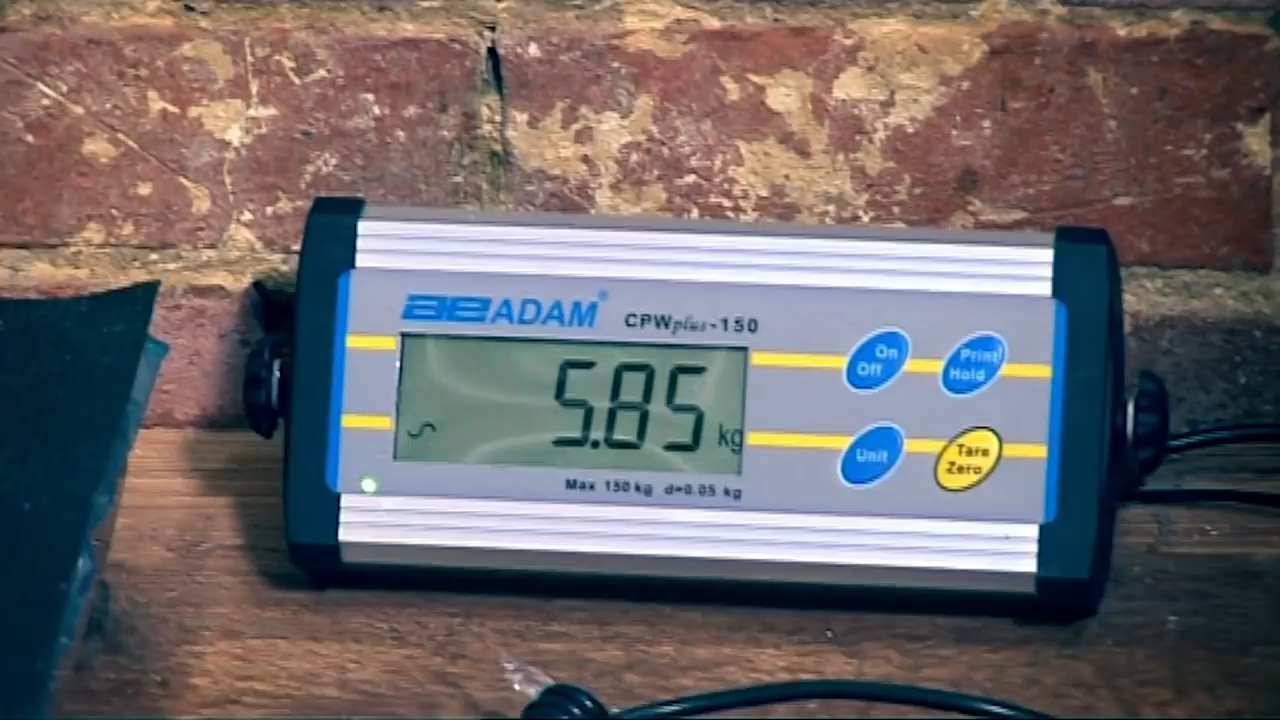 ae ADAM®
CPWplus-150
5.85 kg
Max 150 kg d=0.05 kg
On
Off
Print
Hold
Unit
Tare
Zero